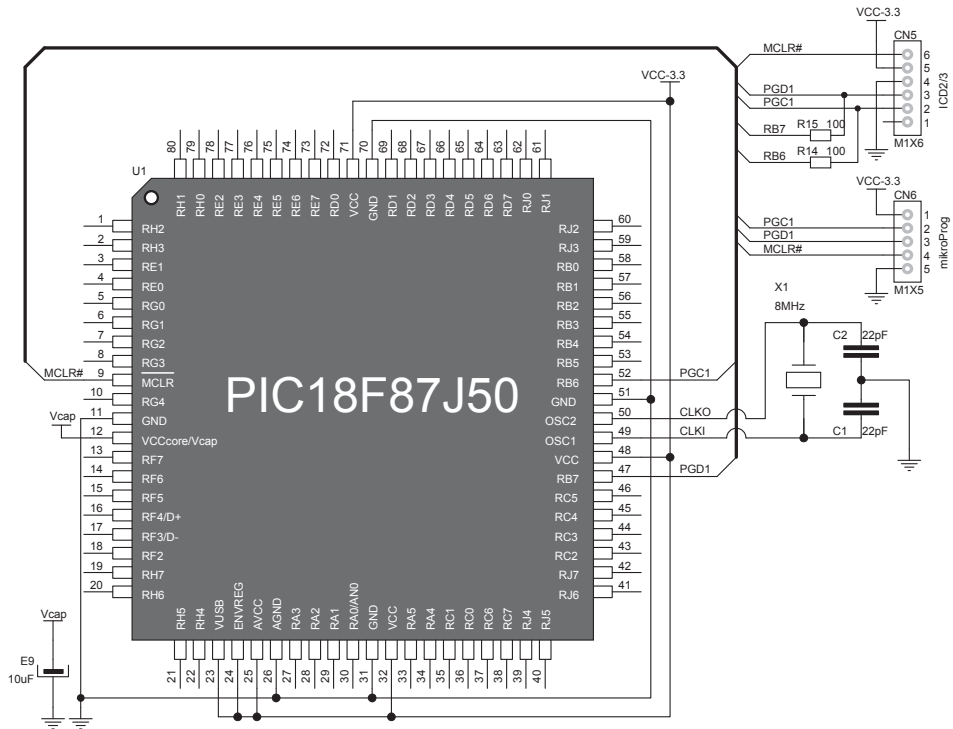 VCC-3.3
CN5
MCLR#
6
5
4
PGD1
3
PGC1
2
1
ICD2/3
RB7
R15 100
RB6
R14 100
M1X6
VCC-3.3
VCC-3.3
CN6
1
PGC1
2
PGD1
3
MCLR#
4
5
mikroProg
M1X5
U1
80 79 78 77 76 75 74 73 72 71 70 69 68 67 66 65 64 63 62 61
RH1 RH0 RE2 RE3 RE4 RE5 RE6 RE7 RD0 VCC GND RD1 RD2 RD3 RD4 RD5 RD6 RD7 RJ0 RJ1
1 RH2
2 RH3
3 RE1
4 RE0
5 RG0
6 RG1
7 RG2
8 RG3
MCLR# 9 MCLR
10 RG4
11 GND
Vcap
12 VCCcore/Vcap
13 RF7
14 RF6
15 RF5
16 RF4/D+
17 RF3/D-
18 RF2
19 RH7
20 RH6
PIC18F87J50
RJ2 60
RJ3 59
RB0 58
RB1 57
RB2 56
RB3 55
RB4 54
RB5 53
RB6 52 PGC1
GND 51
OSC2 50 CLKO
OSC1 49 CLKI
VCC 48
RB7 47 PGD1
RC5 46
RC4 45
RC3 44
RC2 43
RJ7 42
RJ6 41
X1
8MHz
C2 22pF
C1 22pF
RH5 RH4 VUSB ENVREG AVCC AGND RA3 RA2 RA1 RA0/AN0 GND VCC RA5 RA4 RC1 RC0 RC6 RC7 RJ4 RJ5
21 22 23 24 25 26 27 28 29 30 31 32 33 34 35 36 37 38 39 40
Vcap
E9
10uF